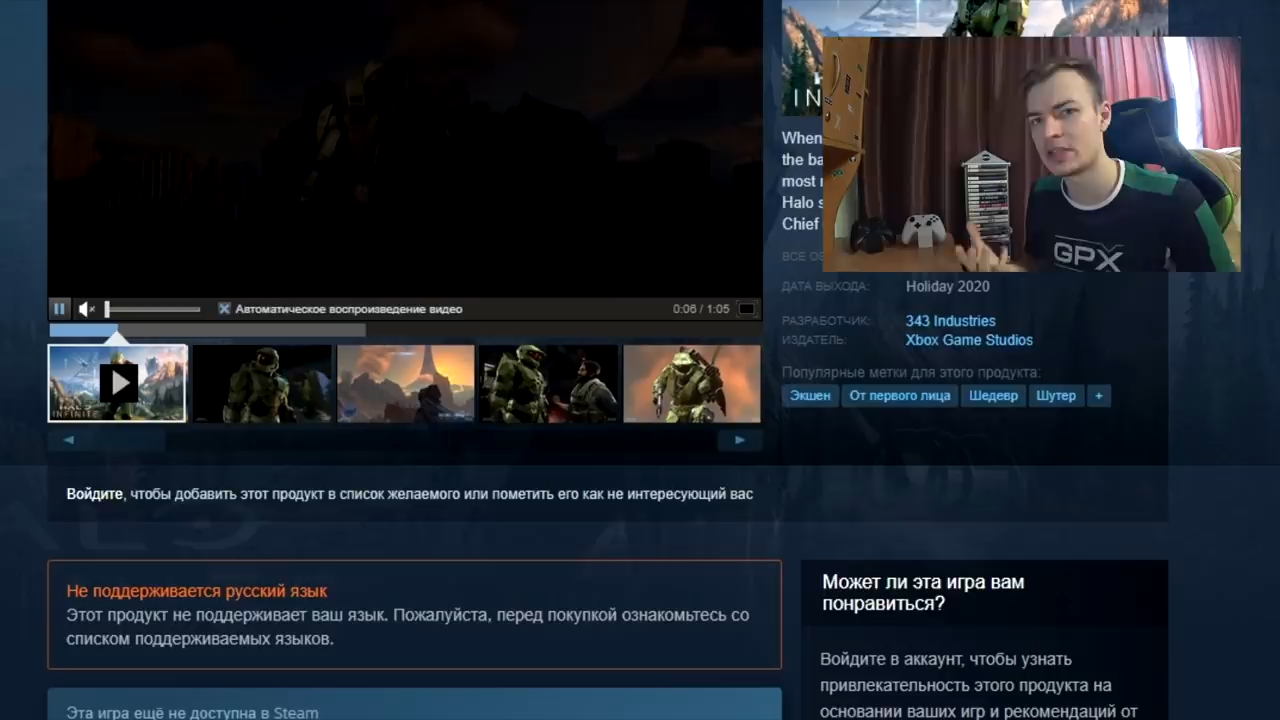 IN
When
the ba
most
Halo s
Chief
GPX
ВСЕ ОБ
ДАТА ВЫХОДА: Holiday 2020
Автоматическое воспроизведение видео 0:06 / 1:05
РАЗРАБОТЧИК: 343 Industries
ИЗДАТЕЛЬ: Xbox Game Studios
Популярные метки для этого продукта:
Экшен От первого лица Шедевр Шутер +
HALO
INFINITE
Войдите, чтобы добавить этот продукт в список желаемого или пометить его как не интересующий вас
Не поддерживается русский язык
Этот продукт не поддерживает ваш язык. Пожалуйста, перед покупкой ознакомьтесь со
списком поддерживаемых языков.
Эта игра ещё не доступна в Steam
Может ли эта игра вам
понравиться?
Войдите в аккаунт, чтобы узнать
привлекательность этого продукта на
основании ваших игр и рекомендаций от